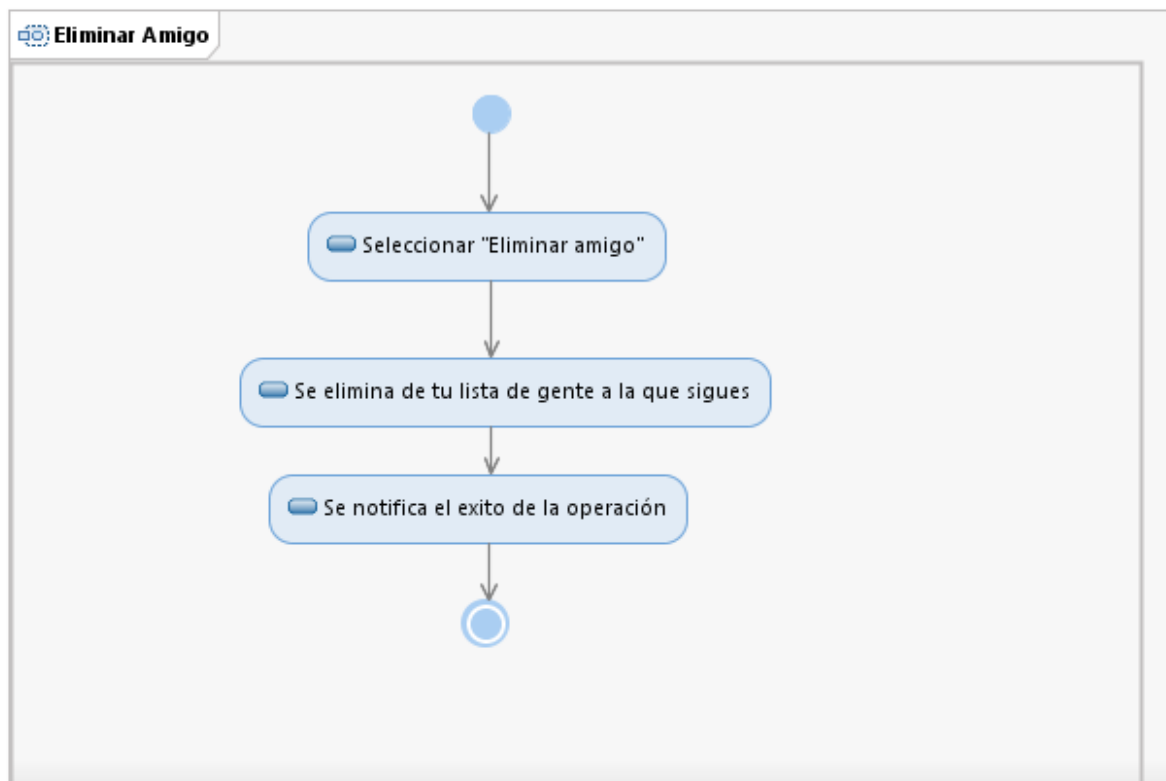 Eliminar Amigo
Seleccionar "Eliminar amigo"
Se elimina de tu lista de gente a la que sigues
Se notifica el exito de la operación